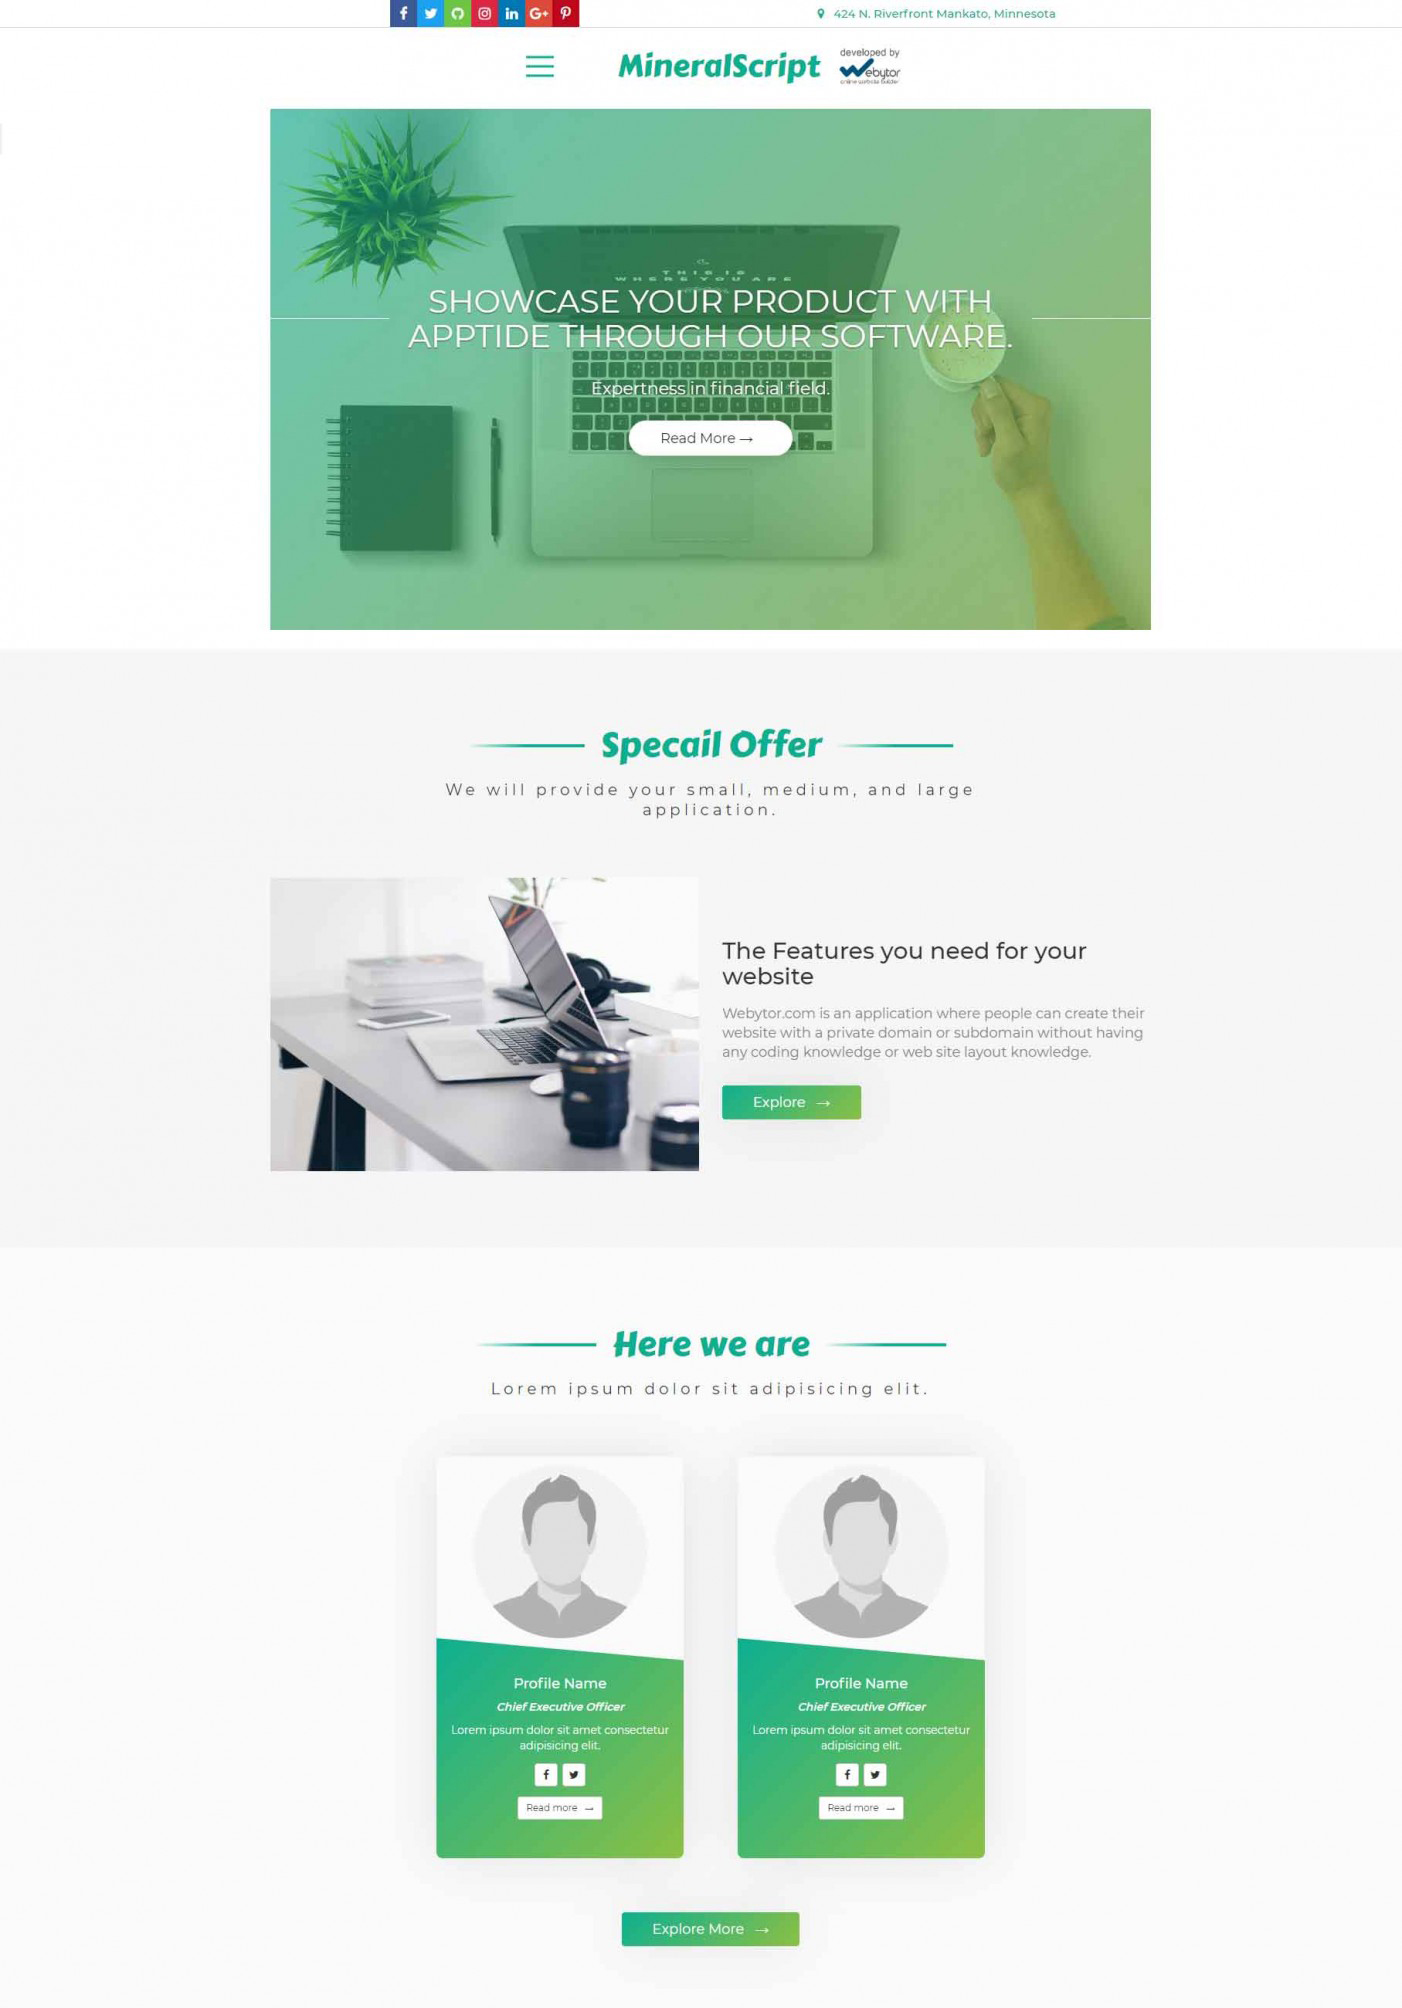 424 N. Riverfront Mankato, Minnesota
MineralScript
developed by
Webytor
online website builder
THIS IS
WHERE YOU ARE
SHOWCASE YOUR PRODUCT WITH
APPTIDE THROUGH OUR SOFTWARE.
Expertness in financial field.
Read More →
Specail Offer
We will provide your small, medium, and large
application.
The Features you need for your
website
Webytor.com is an application where people can create their
website with a private domain or subdomain without having
any coding knowledge or web site layout knowledge.
Explore →
Here we are
Lorem ipsum dolor sit adipisicing elit.
Profile Name
Chief Executive Officer
Lorem ipsum dolor sit amet consectetur
adipisicing elit.
Read more →
Profile Name
Chief Executive Officer
Lorem ipsum dolor sit amet consectetur
adipisicing elit.
Read more →
Explore More →